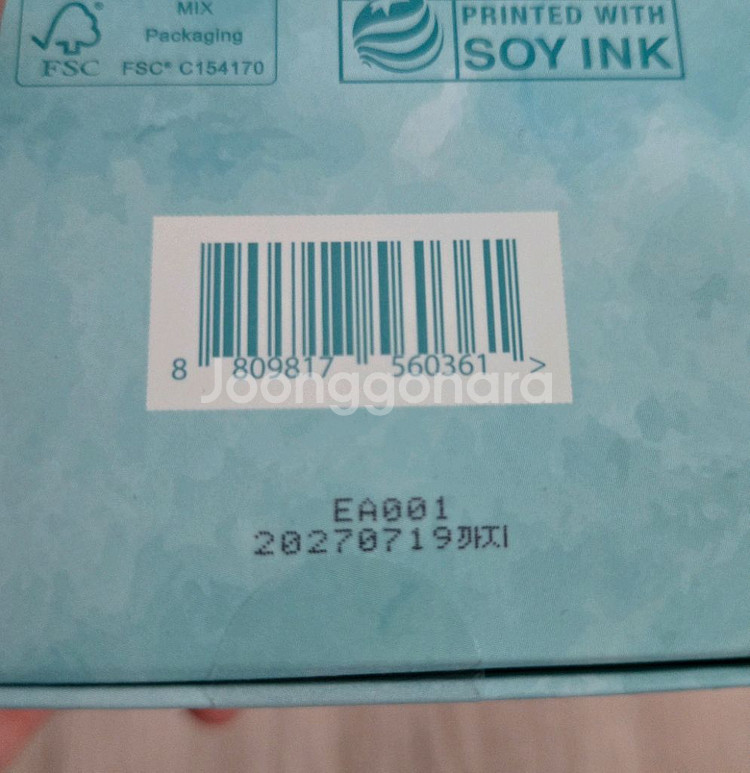 MIX
Packaging
FSC
FSC® C154170
PRINTED WITH
SOY INK
8 809817 560361 >
Joonggonara
EA001
20270719까지